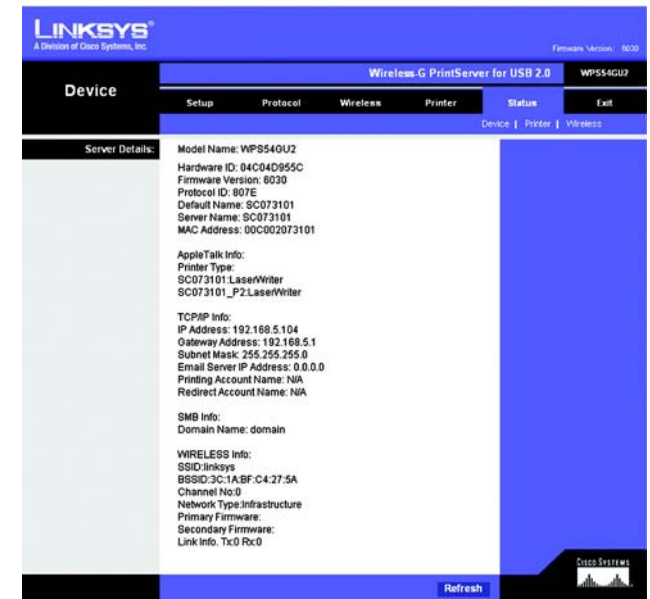 LINKSYS®
A Division of Cisco Systems, Inc.
Firmware Version: 6030
Wireless-G PrintServer for USB 2.0 WPS54GU2
Device
Setup Protocol Wireless Printer Status Exit
Device | Printer | Wireless
Server Details:
Model Name: WPS54GU2
Hardware ID: 04C04D955C
Firmware Version: 6030
Protocol ID: 807E
Default Name: SC073101
Server Name: SC073101
MAC Address: 00C002073101
AppleTalk Info:
Printer Type:
SC073101:LaserWriter
SC073101_P2:LaserWriter
TCP/IP Info:
IP Address: 192.168.5.104
Gateway Address: 192.168.5.1
Subnet Mask: 255.255.255.0
Email Server IP Address: 0.0.0.0
Printing Account Name: N/A
Redirect Account Name: N/A
SMB Info:
Domain Name: domain
WIRELESS Info:
SSID:linksys
BSSID:3C:1A:BF:C4:27:5A
Channel No:0
Network Type:Infrastructure
Primary Firmware:
Secondary Firmware:
Link Info. Tx:0 Rx:0
Refresh
CISCO SYSTEMS